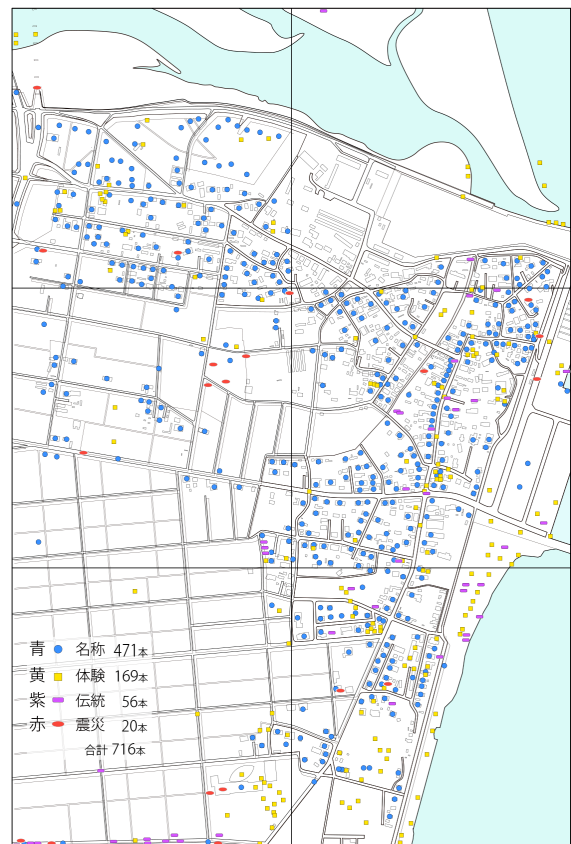 青 名称 471本
黄 体験 169本
紫 伝統 56本
赤 震災 20本
合計 716本